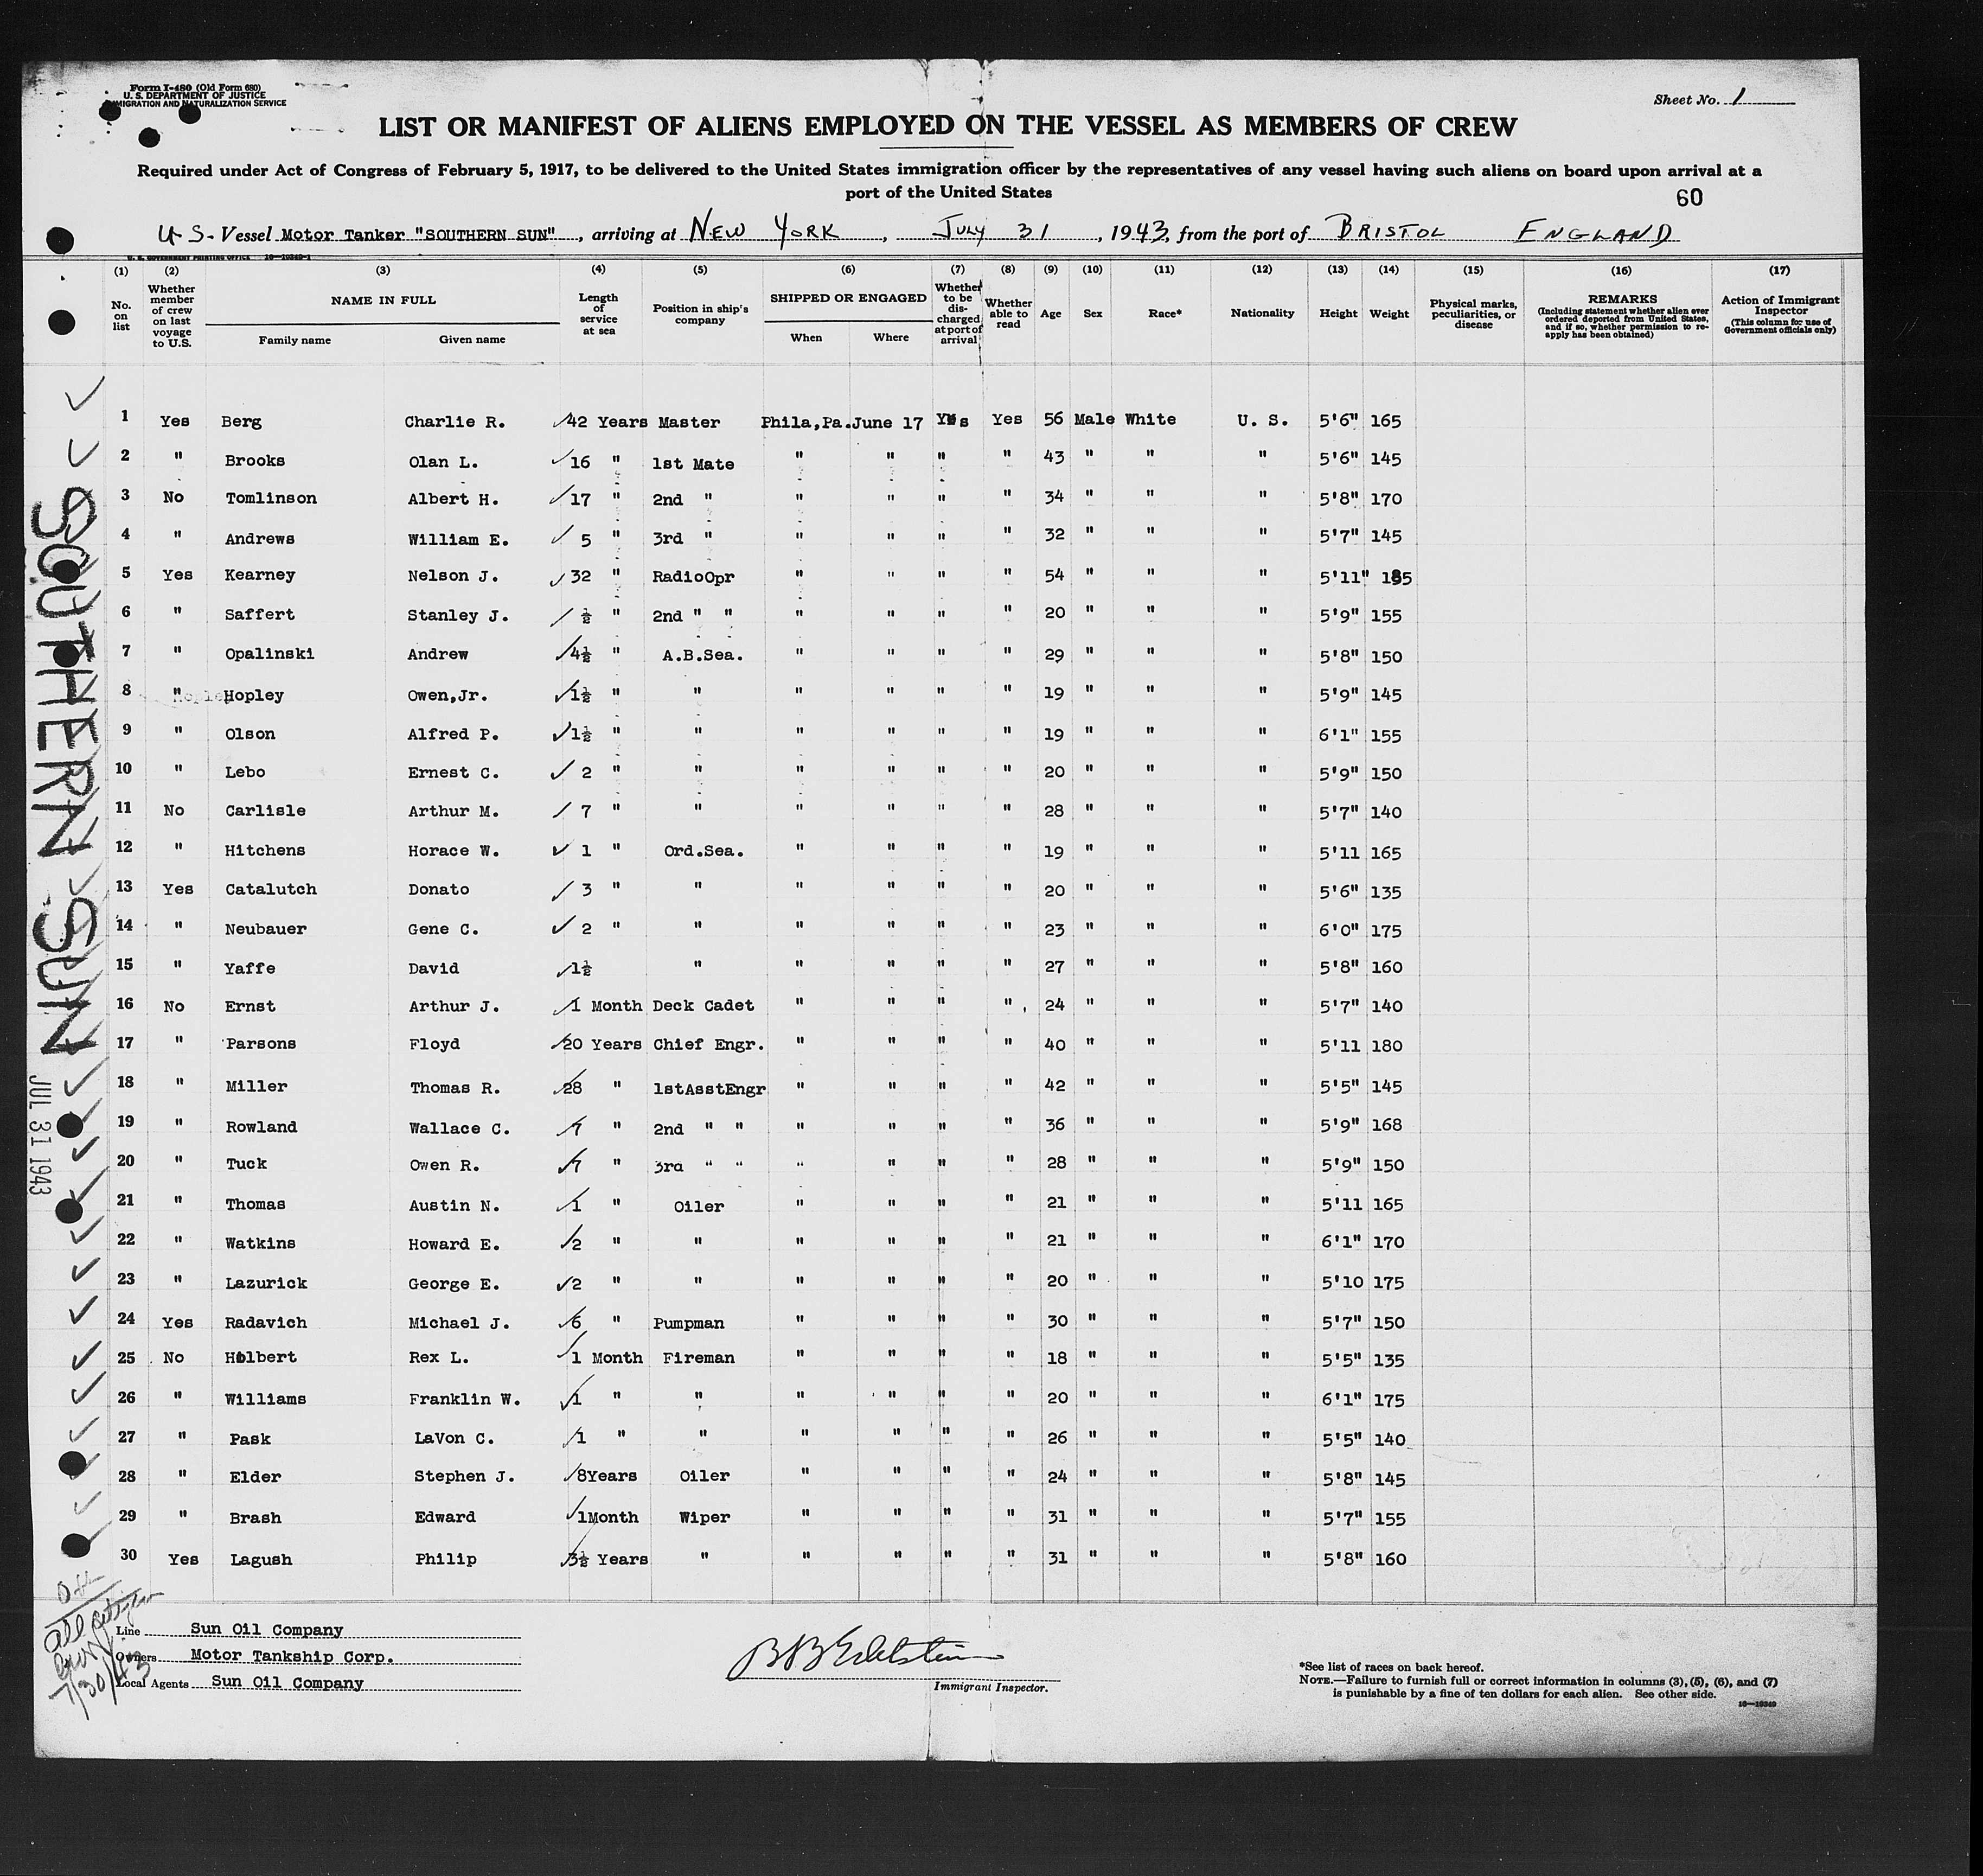 Form I-480 (Old Form 680)
U. S. DEPARTMENT OF JUSTICE
IMMIGRATION AND NATURALIZATION SERVICE
Sheet No. 1
LIST OR MANIFEST OF ALIENS EMPLOYED ON THE VESSEL AS MEMBERS OF CREW
Required under Act of Congress of February 5, 1917, to be delivered to the United States immigration officer by the representatives of any vessel having such aliens on board upon arrival at a
port of the United States
60
U.S. Vessel Motor Tanker "SOUTHERN SUN", arriving at NEW YORK, JULY 31, 1943, from the port of BRISTOL ENGLAND
U. S. GOVERNMENT PRINTING OFFICE 16—10349-1
(1) (2) (3) (4) (5) (6) (7) (8) (9) (10) (11) (12) (13) (14) (15) (16) (17)
No. on list
Whether member of crew on last voyage to U.S.
NAME IN FULL
Family name Given name
Length of service at sea
Position in ship's company
SHIPPED OR ENGAGED
When Where
Whether to be discharged at port of arrival
Whether able to read
Age Sex Race* Nationality Height Weight
Physical marks, peculiarities, or disease
REMARKS
(Including statement whether alien ever ordered deported from United States, and if so, whether permission to reapply has been obtained)
Action of Immigrant Inspector
(This column for use of Government officials only)
1 Yes Berg Charlie R. 42 Years Master Phila,Pa. June 17 Yes Yes 56 Male White U. S. 5'6" 165
2 " Brooks Olan L. 16 " 1st Mate " " " " 43 " " " 5'6" 145
3 No Tomlinson Albert H. 17 " 2nd " " " " " 34 " " " 5'8" 170
4 " Andrews William E. 5 " 3rd " " " " " 32 " " " 5'7" 145
5 Yes Kearney Nelson J. 32 " RadioOpr " " " " 54 " " " 5'11" 185
6 " Saffert Stanley J. ½ " 2nd " " " " " " 20 " " " 5'9" 155
7 " Opalinski Andrew 4½ " A.B.Sea. " " " " 29 " " " 5'8" 150
8 " Hopley Owen,Jr. 1½ " " " " " " 19 " " " 5'9" 145
9 " Olson Alfred P. 1½ " " " " " " 19 " " " 6'1" 155
10 " Lebo Ernest C. 2 " " " " " " 20 " " " 5'9" 150
11 No Carlisle Arthur M. 7 " " " " " " 28 " " " 5'7" 140
12 " Hitchens Horace W. 1 " Ord.Sea. " " " " 19 " " " 5'11 165
13 Yes Catalutch Donato 3 " " " " " " 20 " " " 5'6" 135
14 " Neubauer Gene C. 2 " " " " " " 23 " " " 6'0" 175
15 " Yaffe David 1½ " " " " " 27 " " " 5'8" 160
16 No Ernst Arthur J. 1 Month Deck Cadet " " " " 24 " " " 5'7" 140
17 " Parsons Floyd 20 Years Chief Engr. " " " " 40 " " " 5'11 180
18 " Miller Thomas R. 28 " 1stAsstEngr " " " " 42 " " " 5'5" 145
19 " Rowland Wallace C. 7 " 2nd " " " " " " 36 " " " 5'9" 168
20 " Tuck Owen R. 7 " 3rd " " " " " " 28 " " " 5'9" 150
21 " Thomas Austin N. 1 " Oiler " " " " 21 " " " 5'11 165
22 " Watkins Howard E. 2 " " " " " " 21 " " " 6'1" 170
23 " Lazurick George E. 2 " " " " " " 20 " " " 5'10 175
24 Yes Radavich Michael J. 6 " Pumpman " " " " 30 " " " 5'7" 150
25 No Holbert Rex L. 1 Month Fireman " " " " 18 " " " 5'5" 135
26 " Williams Franklin W. 1 " " " " " " 20 " " " 6'1" 175
27 " Pask LaVon C. 1 " " " " " " 26 " " " 5'5" 140
28 " Elder Stephen J. 8Years Oiler " " " " 24 " " " 5'8" 145
29 " Brash Edward 1Month Wiper " " " " 31 " " " 5'7" 155
30 Yes Lagush Philip 3½ Years " " " " " 31 " " " 5'8" 160
SOUTHERN SUN
JUL 31 1943
All
7/30/43
Line Sun Oil Company
Owners Motor Tankship Corp.
Local Agents Sun Oil Company
B B Edelstein
Immigrant Inspector.
*See list of races on back hereof.
NOTE.—Failure to furnish full or correct information in columns (3), (5), (6), and (7)
is punishable by a fine of ten dollars for each alien. See other side.
16—10349